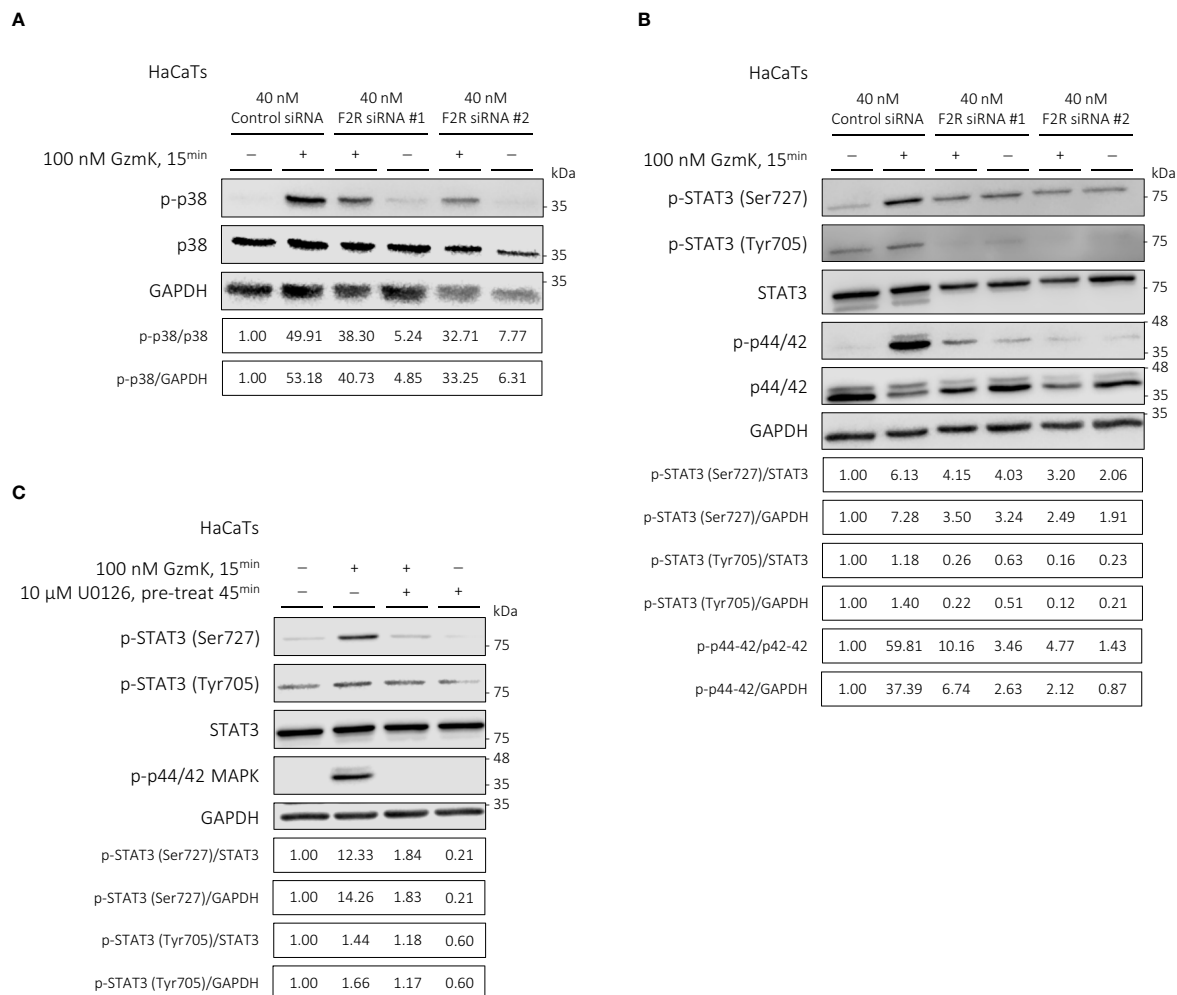 A
HaCaTs
40 nM
Control siRNA
40 nM
F2R siRNA #1
40 nM
F2R siRNA #2
100 nM GzmK, 15min – + + – + –
kDa
p-p38
35
p38
35
GAPDH
35
p-p38/p38 1.00 49.91 38.30 5.24 32.71 7.77
p-p38/GAPDH 1.00 53.18 40.73 4.85 33.25 6.31
B
HaCaTs
40 nM
Control siRNA
40 nM
F2R siRNA #1
40 nM
F2R siRNA #2
100 nM GzmK, 15min – + + – + –
kDa
p-STAT3 (Ser727)
75
p-STAT3 (Tyr705)
75
STAT3
75
p-p44/42
48
35
p44/42
48
35
GAPDH
35
p-STAT3 (Ser727)/STAT3 1.00 6.13 4.15 4.03 3.20 2.06
p-STAT3 (Ser727)/GAPDH 1.00 7.28 3.50 3.24 2.49 1.91
p-STAT3 (Tyr705)/STAT3 1.00 1.18 0.26 0.63 0.16 0.23
p-STAT3 (Tyr705)/GAPDH 1.00 1.40 0.22 0.51 0.12 0.21
p-p44-42/p42-42 1.00 59.81 10.16 3.46 4.77 1.43
p-p44-42/GAPDH 1.00 37.39 6.74 2.63 2.12 0.87
C
HaCaTs
100 nM GzmK, 15min – + + –
10 µM U0126, pre-treat 45min – – + +
kDa
p-STAT3 (Ser727)
75
p-STAT3 (Tyr705)
75
STAT3
75
p-p44/42 MAPK
48
35
GAPDH
35
p-STAT3 (Ser727)/STAT3 1.00 12.33 1.84 0.21
p-STAT3 (Ser727)/GAPDH 1.00 14.26 1.83 0.21
p-STAT3 (Tyr705)/STAT3 1.00 1.44 1.18 0.60
p-STAT3 (Tyr705)/GAPDH 1.00 1.66 1.17 0.60